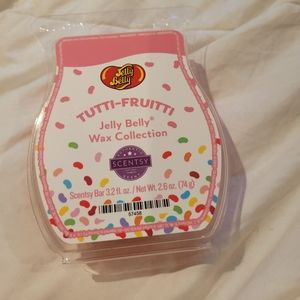 Jelly
Belly
TUTTI-FRUITTI
Jelly Belly®
Wax Collection
SCENTSY
Scentsy Bar 3.2 fl. oz. / Net Wt. 2.6 oz. (74 g)
57458